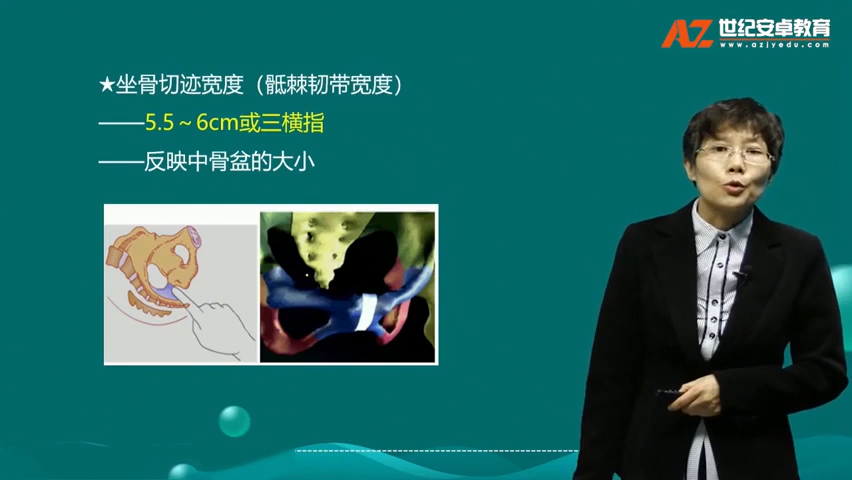 AZ 世纪安卓教育
www.azjyedu.com
★坐骨切迹宽度（骶棘韧带宽度）
——5.5～6cm或三横指
——反映中骨盆的大小